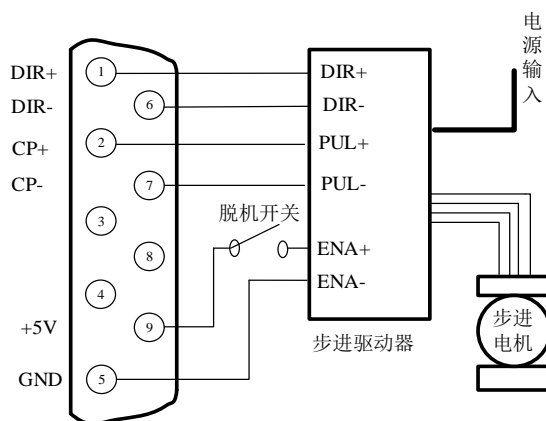 电源输入
DIR+ 1 DIR+
DIR- 6 DIR-
CP+ 2 PUL+
CP- 7 PUL-
3 脱机开关
8 ENA+
4 ENA-
+5V 9 步进驱动器 步进
电机
GND 5